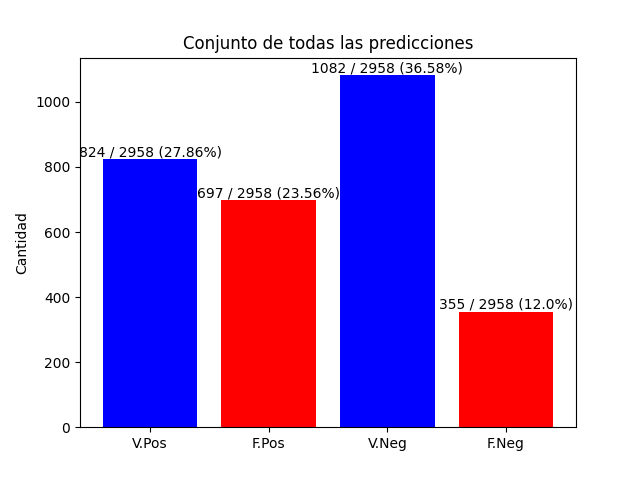 Conjunto de todas las predicciones
1082 / 2958 (36.58%)
824 / 2958 (27.86%)
697 / 2958 (23.56%)
355 / 2958 (12.0%)
Cantidad
1000
800
600
400
200
0
V.Pos F.Pos V.Neg F.Neg